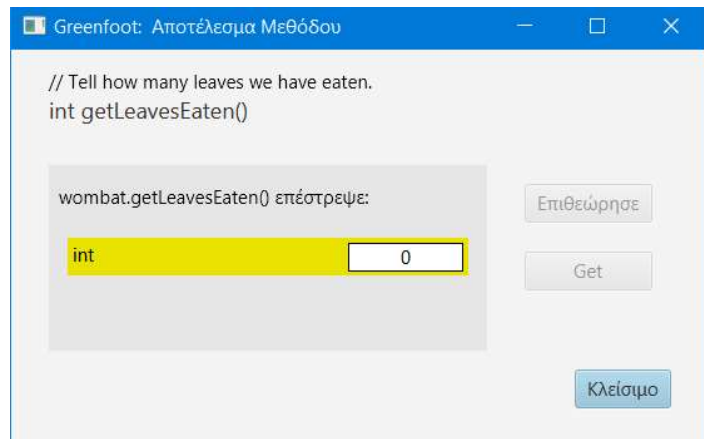 Greenfoot: Αποτέλεσμα Μεθόδου
// Tell how many leaves we have eaten.
int getLeavesEaten()
wombat.getLeavesEaten() επέστρεψε:
int 0
Επιθεώρησε
Get
Κλείσιμο